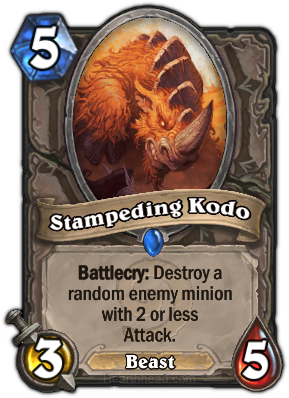 5
Stampeding Kodo
Battlecry: Destroy a
random enemy minion
with 2 or less
Attack.
3
Beast
5